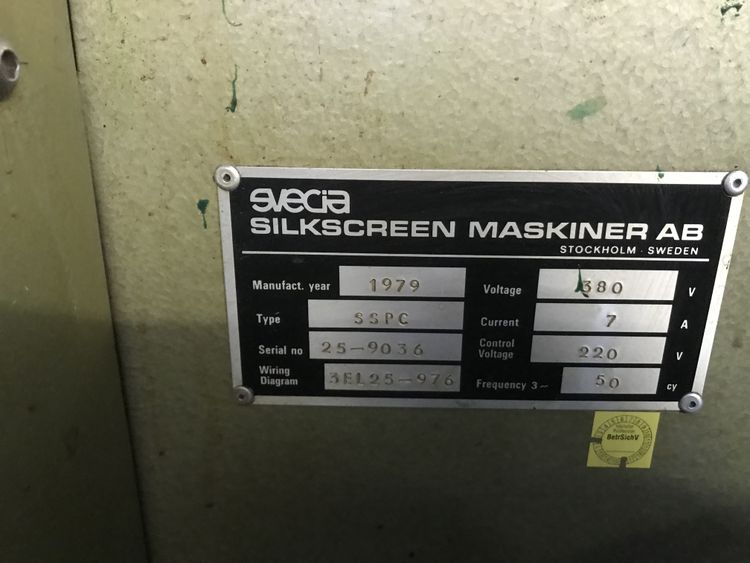 svecia
SILKSCREEN MASKINER AB
STOCKHOLM · SWEDEN
Manufact. year 1979
Type SSPC
Serial no 25-9036
Wiring Diagram 3EL25-976
Voltage 380 V
Current 7 A
Control Voltage 220 V
Frequency 3~ 50 cy
BetrSichV